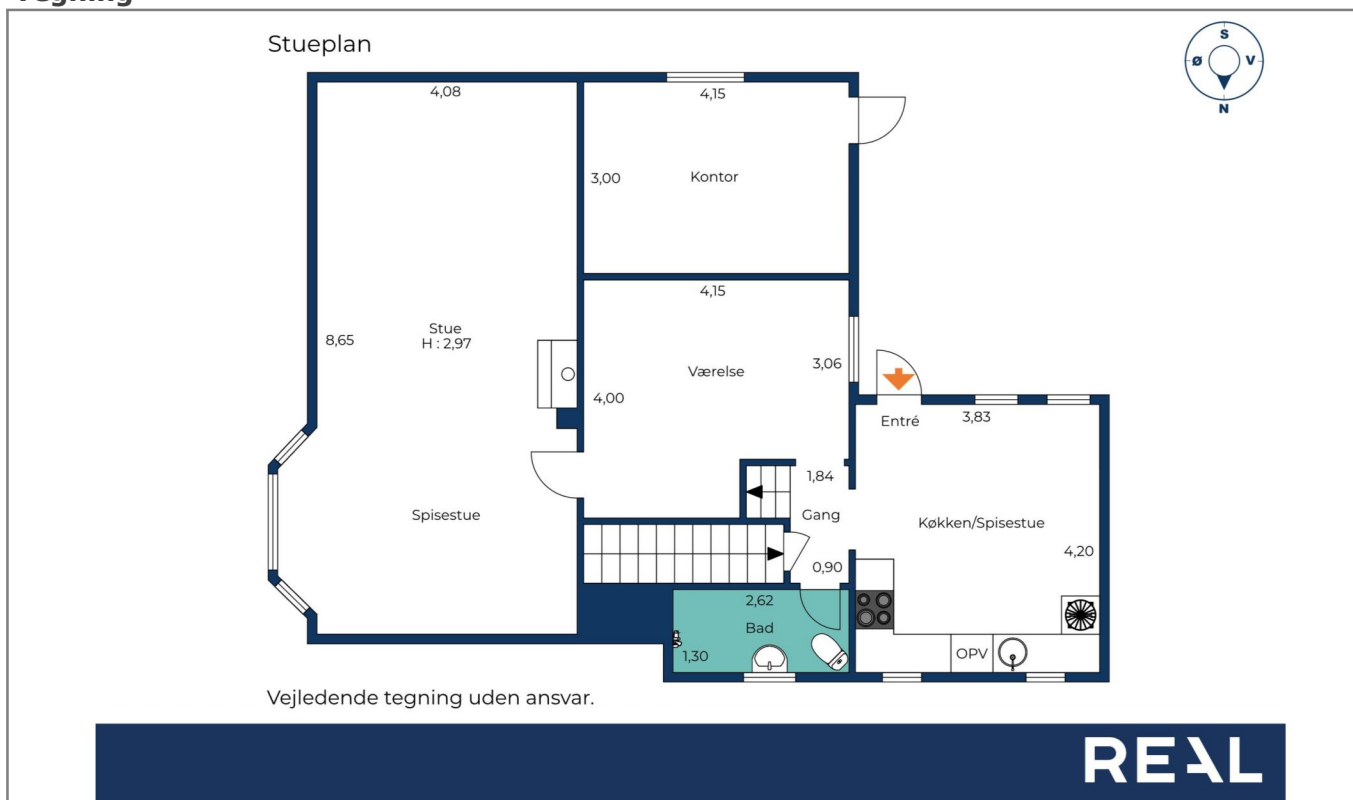 Tegning
Stueplan
S
Ø
V
N
4,08
4,15
3,00
Kontor
4,15
8,65
Stue
H : 2,97
Værelse
3,06
4,00
Entré
3,83
1,84
Spisestue
Gang
Køkken/Spisestue
4,20
0,90
2,62
Bad
1,30
OPV
Vejledende tegning uden ansvar.
REAL